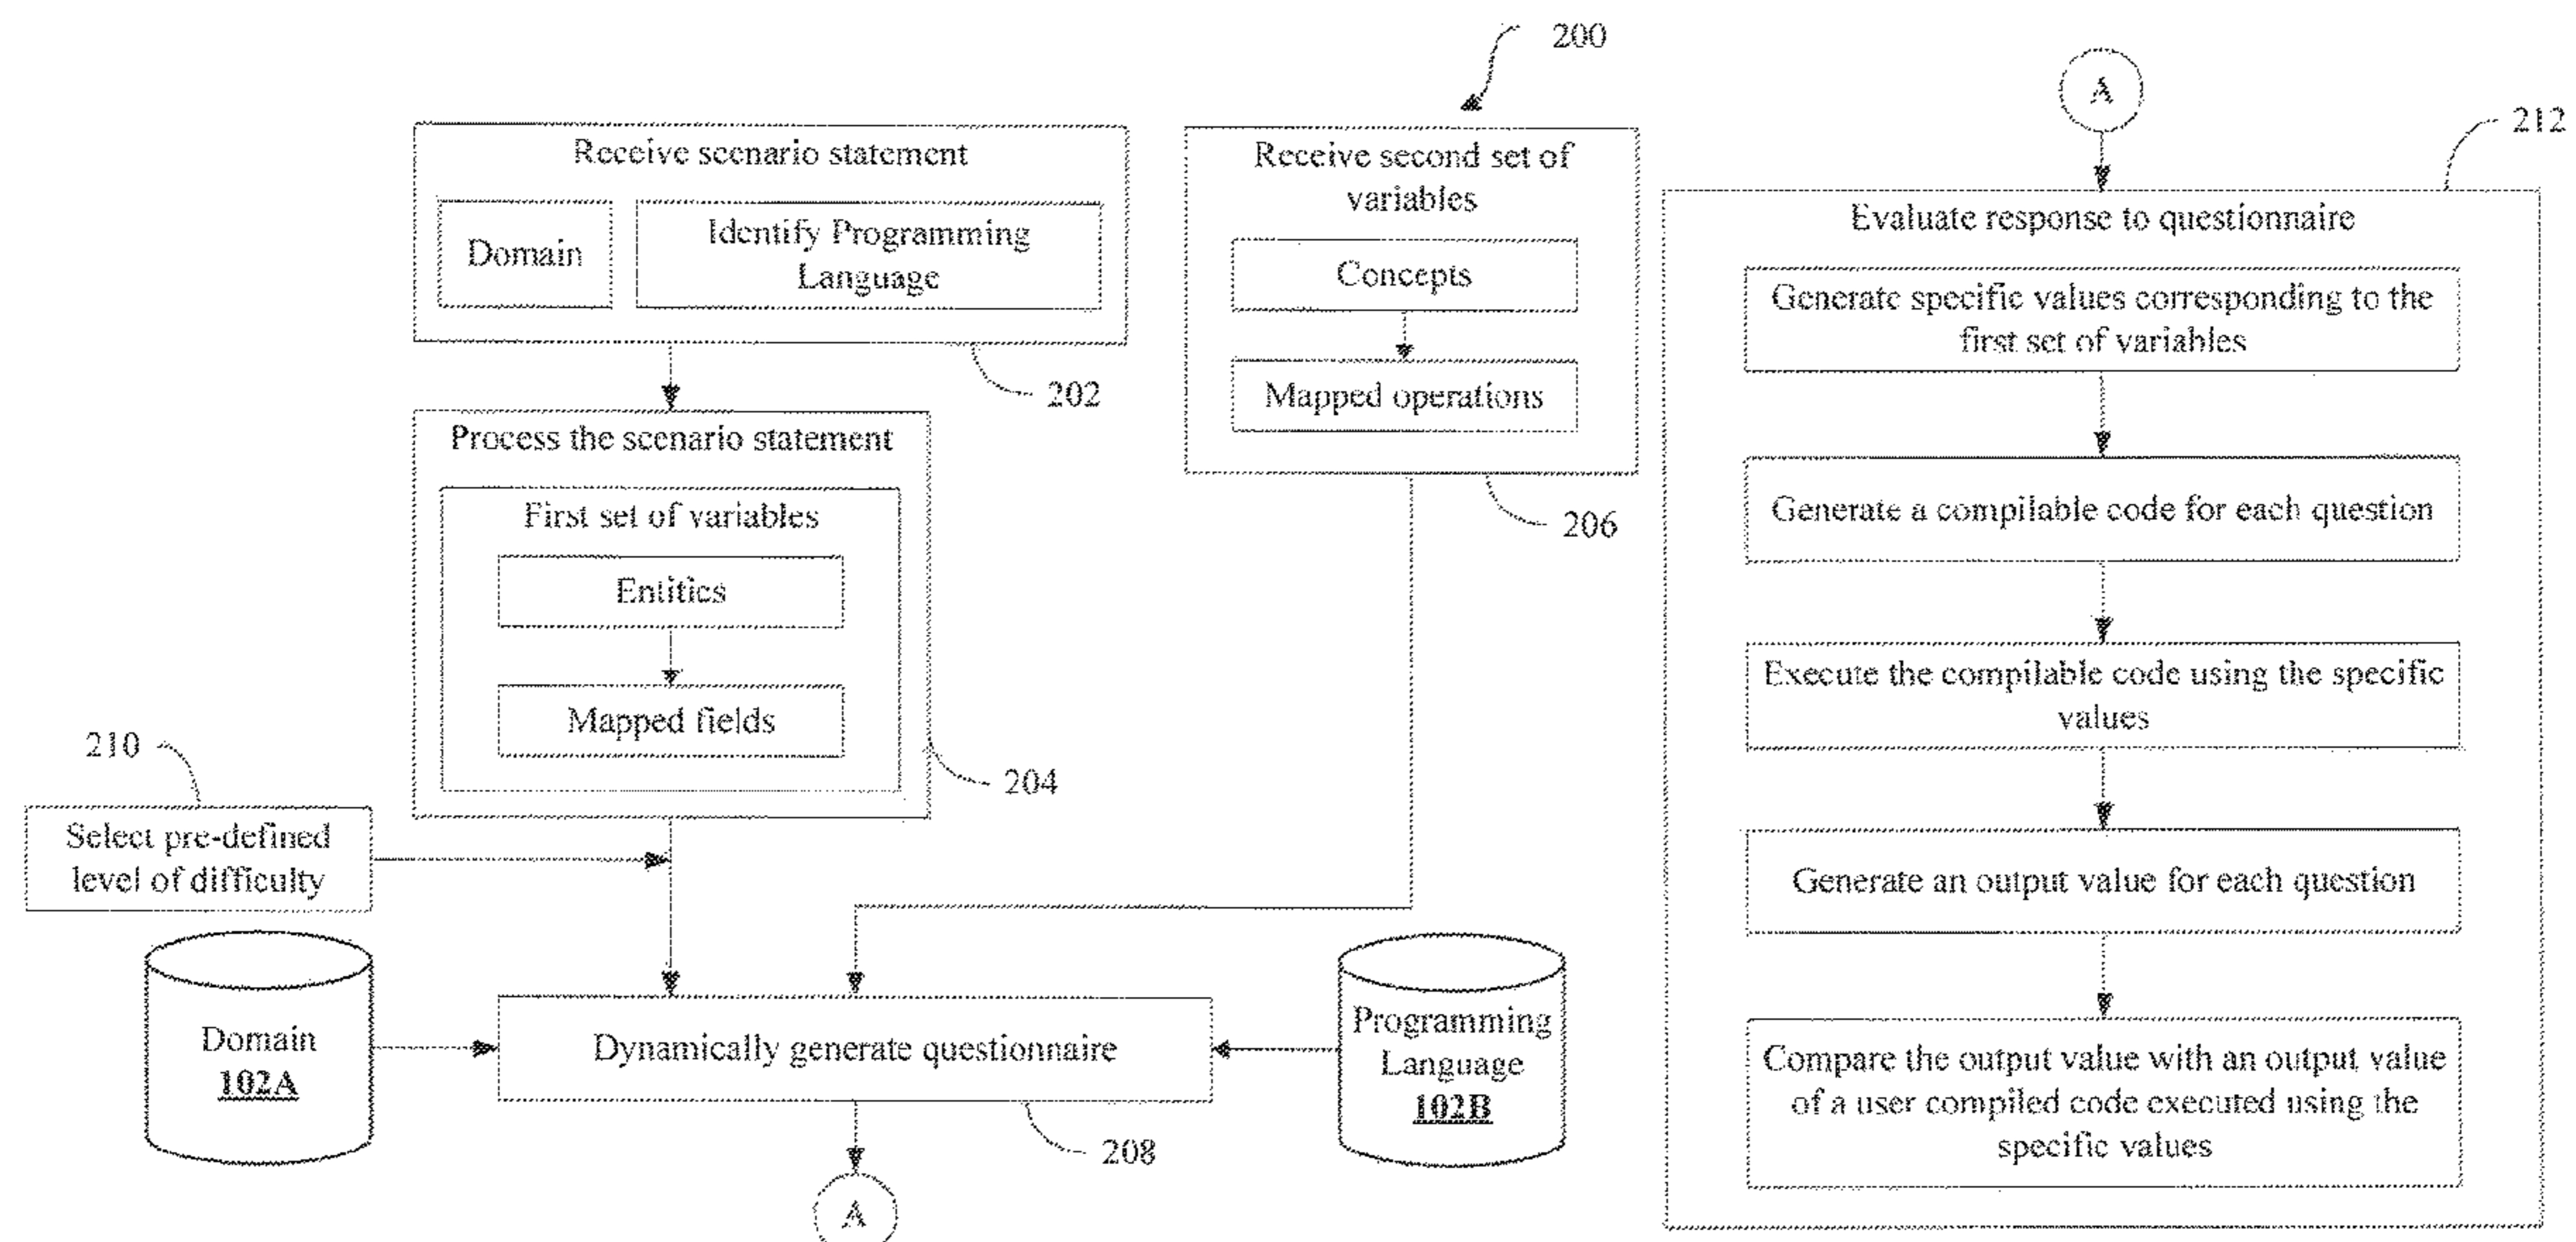 200
Receive scenario statement
Domain
Identify Programming
Language
202
Process the scenario statement
First set of variables
Entities
Mapped fields
204
210
Select pre-defined
level of difficulty
Receive second set of
variables
Concepts
Mapped operations
206
Domain
102A
Dynamically generate questionnaire
208
Programming
Language
102B
A
A
212
Evaluate response to questionnaire
Generate specific values corresponding to the
first set of variables
Generate a compilable code for each question
Execute the compilable code using the specific
values
Generate an output value for each question
Compare the output value with an output value
of a user compiled code executed using the
specific values